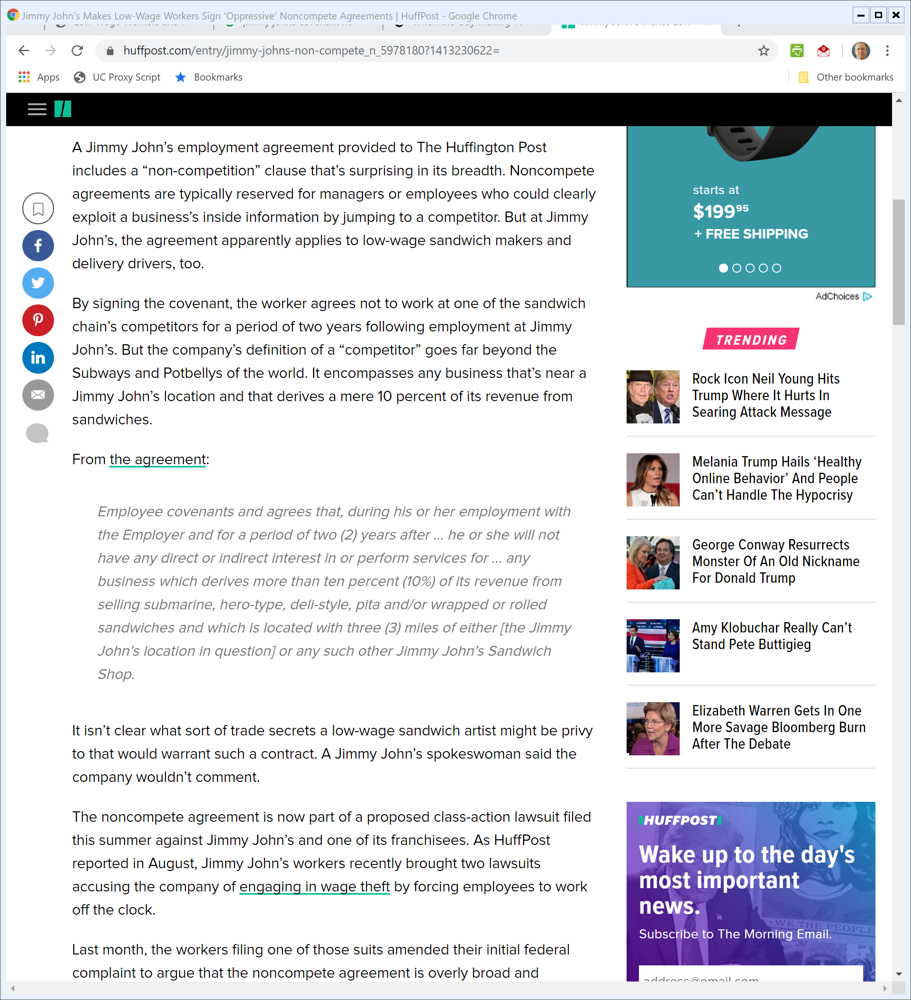 Jimmy John's Makes Low-Wage Workers Sign 'Oppressive' Noncompete Agreements | HuffPost - Google Chrome
huffpost.com/entry/jimmy-johns-non-compete_n_5978180?1413230622=
Apps UC Proxy Script Bookmarks Other bookmarks
A Jimmy John’s employment agreement provided to The Huffington Post
includes a “non-competition” clause that’s surprising in its breadth. Noncompete
agreements are typically reserved for managers or employees who could clearly
exploit a business’s inside information by jumping to a competitor. But at Jimmy
John’s, the agreement apparently applies to low-wage sandwich makers and
delivery drivers, too.
By signing the covenant, the worker agrees not to work at one of the sandwich
chain’s competitors for a period of two years following employment at Jimmy
John’s. But the company’s definition of a “competitor” goes far beyond the
Subways and Potbellys of the world. It encompasses any business that’s near a
Jimmy John’s location and that derives a mere 10 percent of its revenue from
sandwiches.
From the agreement:
Employee covenants and agrees that, during his or her employment with
the Employer and for a period of two (2) years after … he or she will not
have any direct or indirect interest in or perform services for … any
business which derives more than ten percent (10%) of its revenue from
selling submarine, hero-type, deli-style, pita and/or wrapped or rolled
sandwiches and which is located with three (3) miles of either [the Jimmy
John’s location in question] or any such other Jimmy John’s Sandwich
Shop.
It isn’t clear what sort of trade secrets a low-wage sandwich artist might be privy
to that would warrant such a contract. A Jimmy John’s spokeswoman said the
company wouldn’t comment.
The noncompete agreement is now part of a proposed class-action lawsuit filed
this summer against Jimmy John’s and one of its franchisees. As HuffPost
reported in August, Jimmy John’s workers recently brought two lawsuits
accusing the company of engaging in wage theft by forcing employees to work
off the clock.
Last month, the workers filing one of those suits amended their initial federal
complaint to argue that the noncompete agreement is overly broad and
starts at
$199 95
+ FREE SHIPPING
AdChoices
TRENDING
Rock Icon Neil Young Hits
Trump Where It Hurts In
Searing Attack Message
Melania Trump Hails ‘Healthy
Online Behavior’ And People
Can’t Handle The Hypocrisy
George Conway Resurrects
Monster Of An Old Nickname
For Donald Trump
Amy Klobuchar Really Can’t
Stand Pete Buttigieg
Elizabeth Warren Gets In One
More Savage Bloomberg Burn
After The Debate
HUFFPOST
Wake up to the day's
most important
news.
WE THE PEOPLE
Subscribe to The Morning Email.
address@email.com